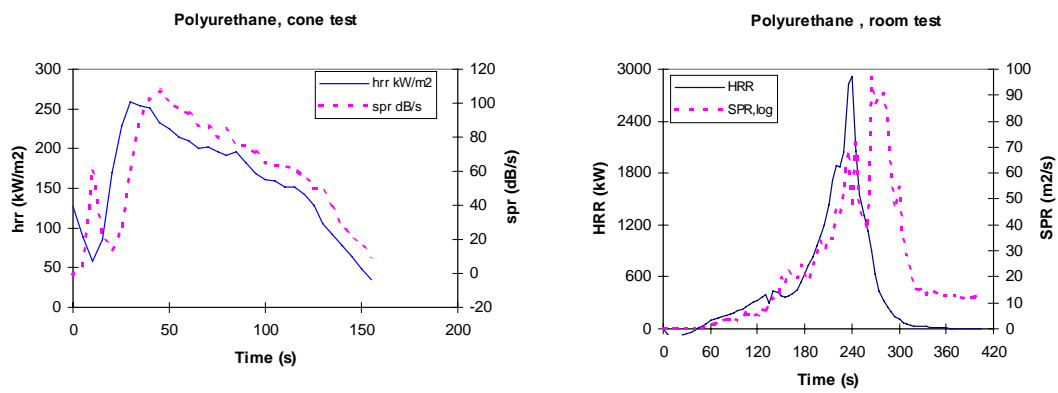 Polyurethane, cone test
300
250
200
150
100
50
0
hrr (kW/m2)
120
100
80
60
40
20
0
-20
spr (dB/s)
hrr kW/m2
spr dB/s
0 50 100 150 200
Time (s)
Polyurethane , room test
3000
2400
1800
1200
600
0
HRR (kW)
100
90
80
70
60
50
40
30
20
10
0
SPR (m2/s)
HRR
SPR,log
0 60 120 180 240 300 360 420
Time (s)